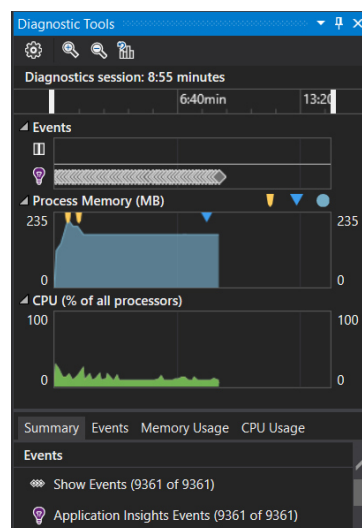 Diagnostic Tools
Diagnostics session: 8:55 minutes
6:40min 13:20
Events
Process Memory (MB)
235 235
0 0
CPU (% of all processors)
100 100
0 0
Summary Events Memory Usage CPU Usage
Events
Show Events (9361 of 9361)
Application Insights Events (9361 of 9361)